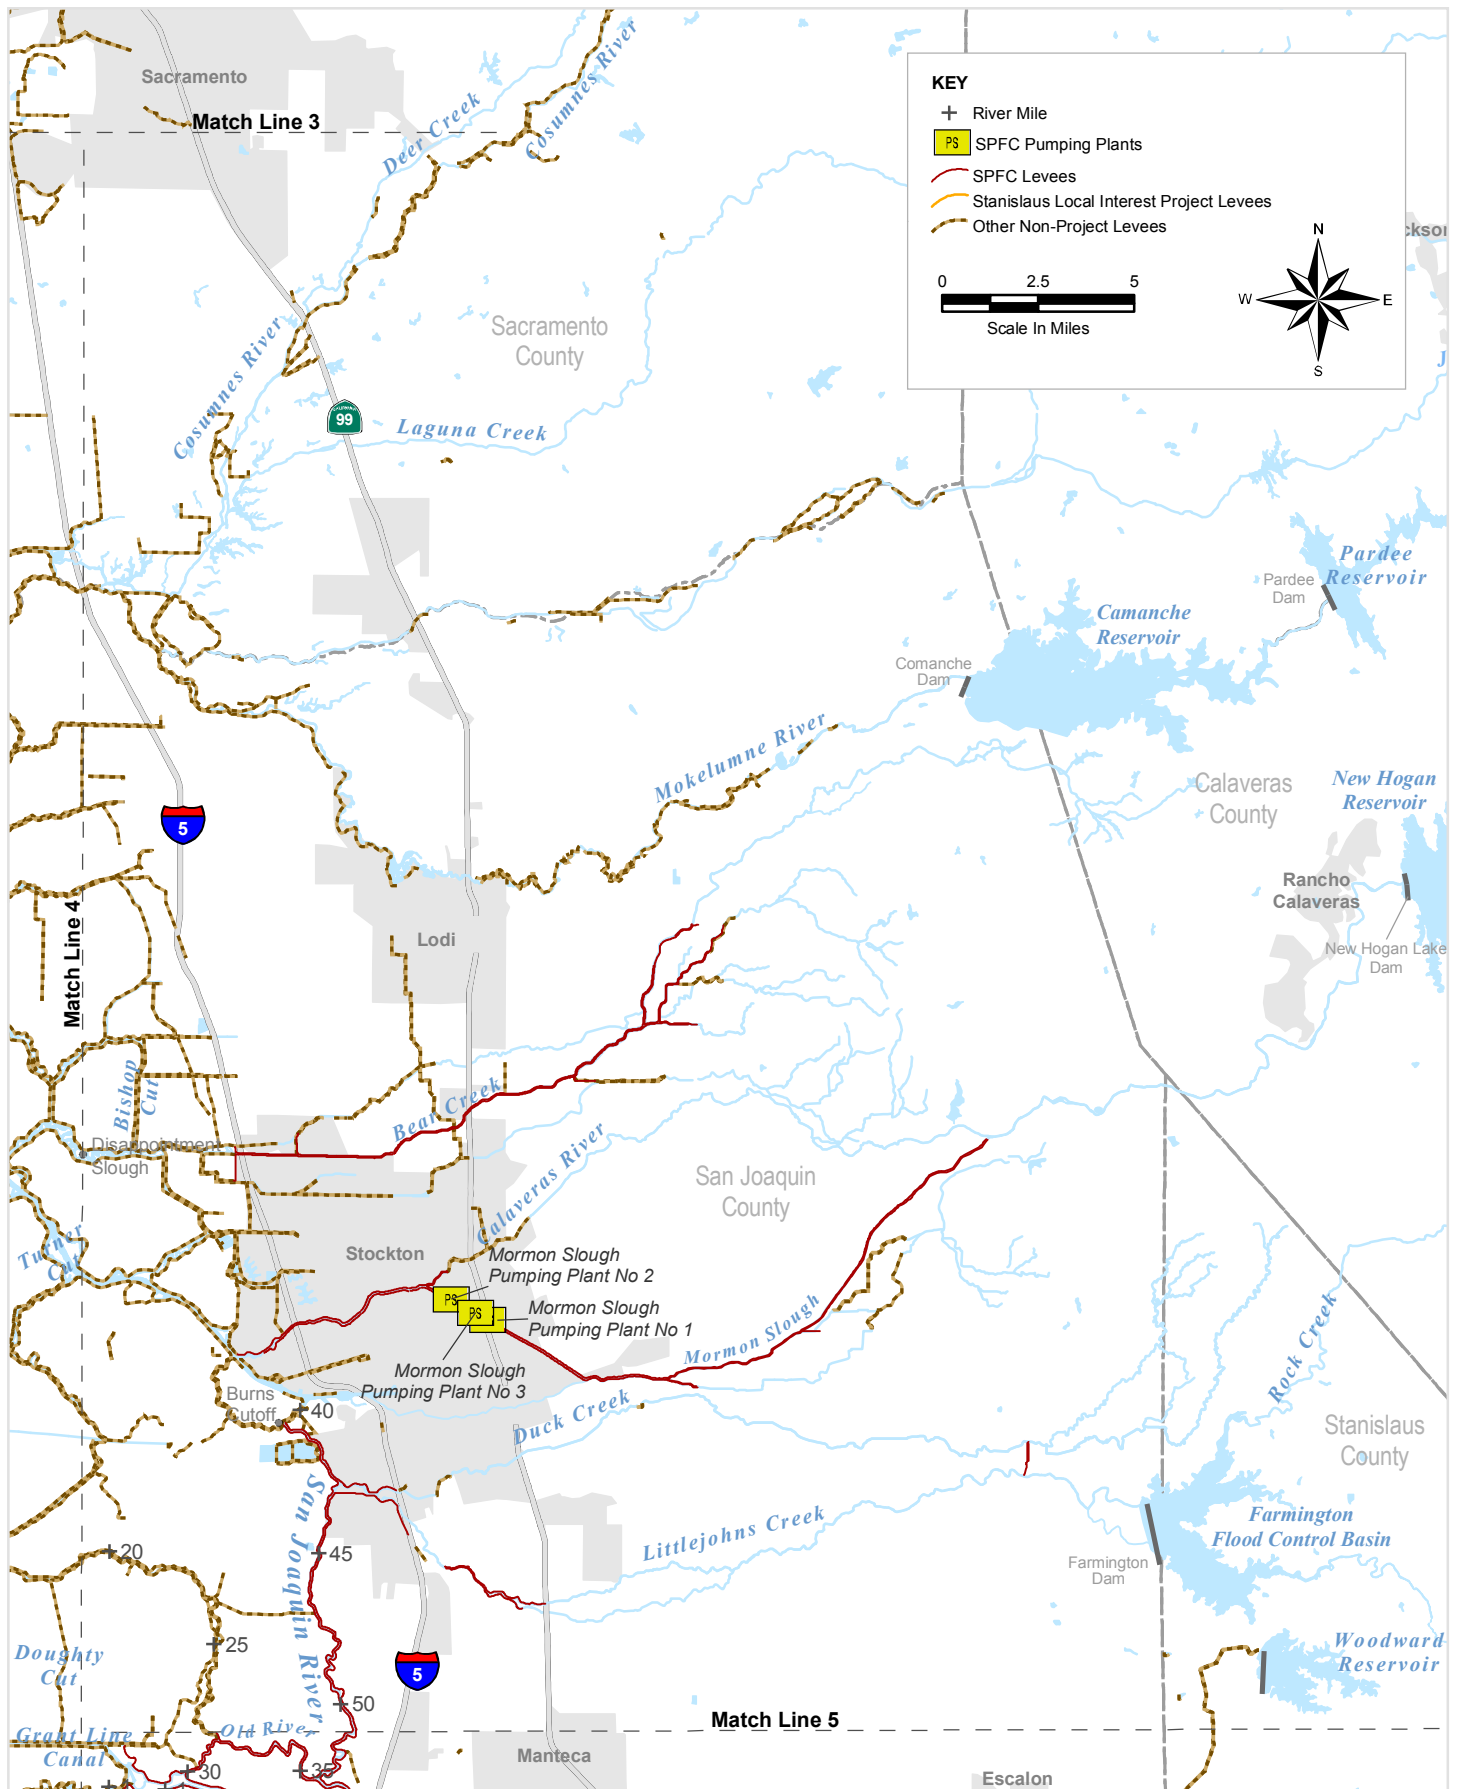 Sacramento
Match Line 3
Deer Creek
Cosumnes River
KEY
River Mile
PS
SPFC Pumping Plants
SPFC Levees
Stanislaus Local Interest Project Levees
Other Non-Project Levees
0 2.5 5
Scale In Miles
N
W
E
S
ckson
J
Sacramento
County
Cosumnes River
99
Laguna Creek
Pardee
Reservoir
Pardee
Dam
Camanche
Reservoir
Comanche
Dam
Mokelumne River
Calaveras
County
New Hogan
Reservoir
5
Rancho
Calaveras
New Hogan Lake
Dam
Match Line 4
Lodi
Bishop
Cut
Bear Creek
Disappointment
Slough
Calaveras River
San Joaquin
County
Turner
Cut
Stockton
Mormon Slough
Pumping Plant No 2
PS
PS
Mormon Slough
Pumping Plant No 1
Mormon Slough
Pumping Plant No 3
Mormon Slough
Rock Creek
Burns
Cutoff
40
Duck Creek
Stanislaus
County
San Joaquin River
Littlejohns Creek
Farmington
Flood Control Basin
Farmington
Dam
20
45
25
Doughty
Cut
5
Woodward
Reservoir
50
Match Line 5
Grant Line
Canal
Old River
Manteca
30
35
Escalon